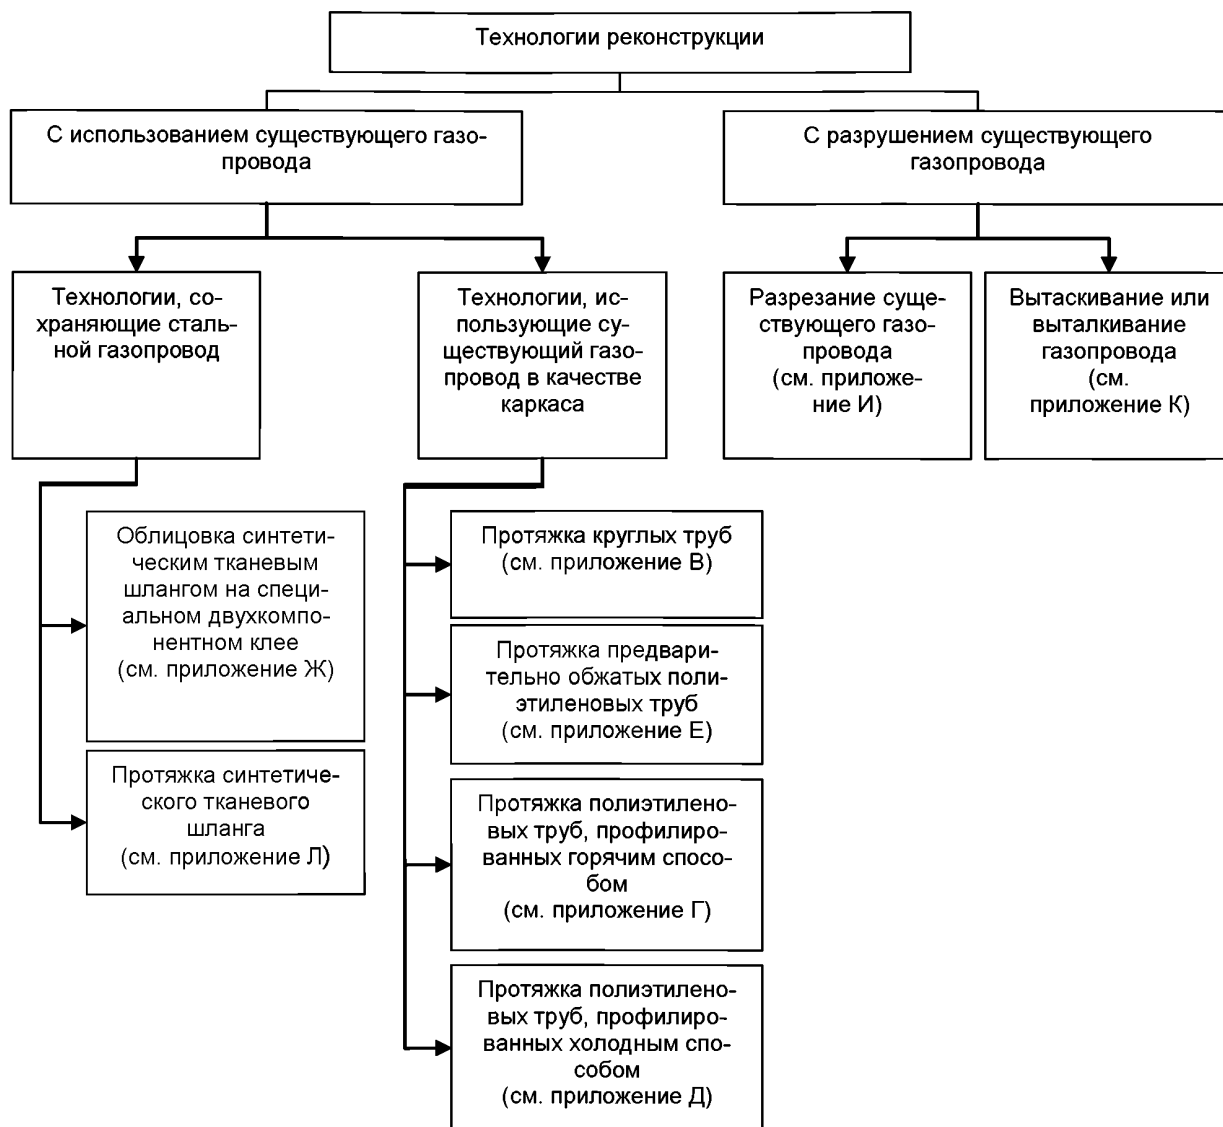 Технологии реконструкции
С использованием существующего газо-
провода
С разрушением существующего
газопровода
Технологии, со-
храняющие сталь-
ной газопровод
Технологии, ис-
пользующие су-
ществующий газо-
провод в качестве
каркаса
Разрезание суще-
ствующего газо-
провода
(см. приложе-
ние И)
Вытаскивание или
выталкивание
газопровода
(см.
приложение К)
Облицовка синтети-
ческим тканевым
шлангом на специ-
альном двухкомпо-
нентном клее
(см. приложение Ж)
Протяжка синтетиче-
ского тканевого
шланга
(см. приложение Л)
Протяжка круглых труб
(см. приложение В)
Протяжка предвари-
тельно обжатых поли-
этиленовых труб
(см. приложение Е)
Протяжка полиэтилено-
вых труб, профилиро-
ванных горячим спосо-
бом
(см. приложение Г)
Протяжка полиэтилено-
вых труб, профилиро-
ванных холодным спо-
собом
(см. приложение Д)